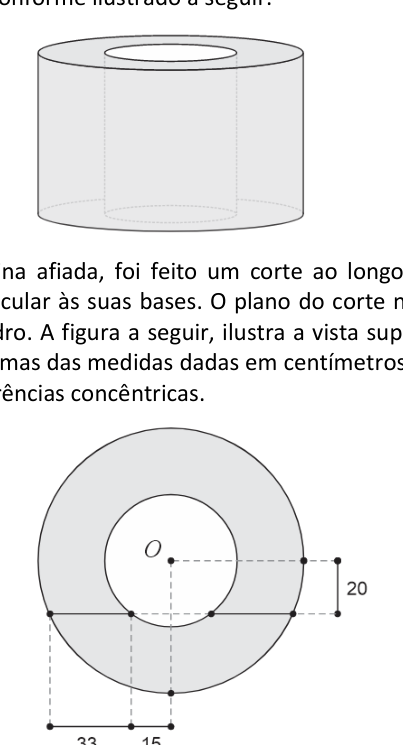 onforme ilustrado a seguir.
na afiada, foi feito um corte ao longo
cular às suas bases. O plano do corte n
dro. A figura a seguir, ilustra a vista sup
mas das medidas dadas em centímetros
rências concêntricas.
O
20
33 15